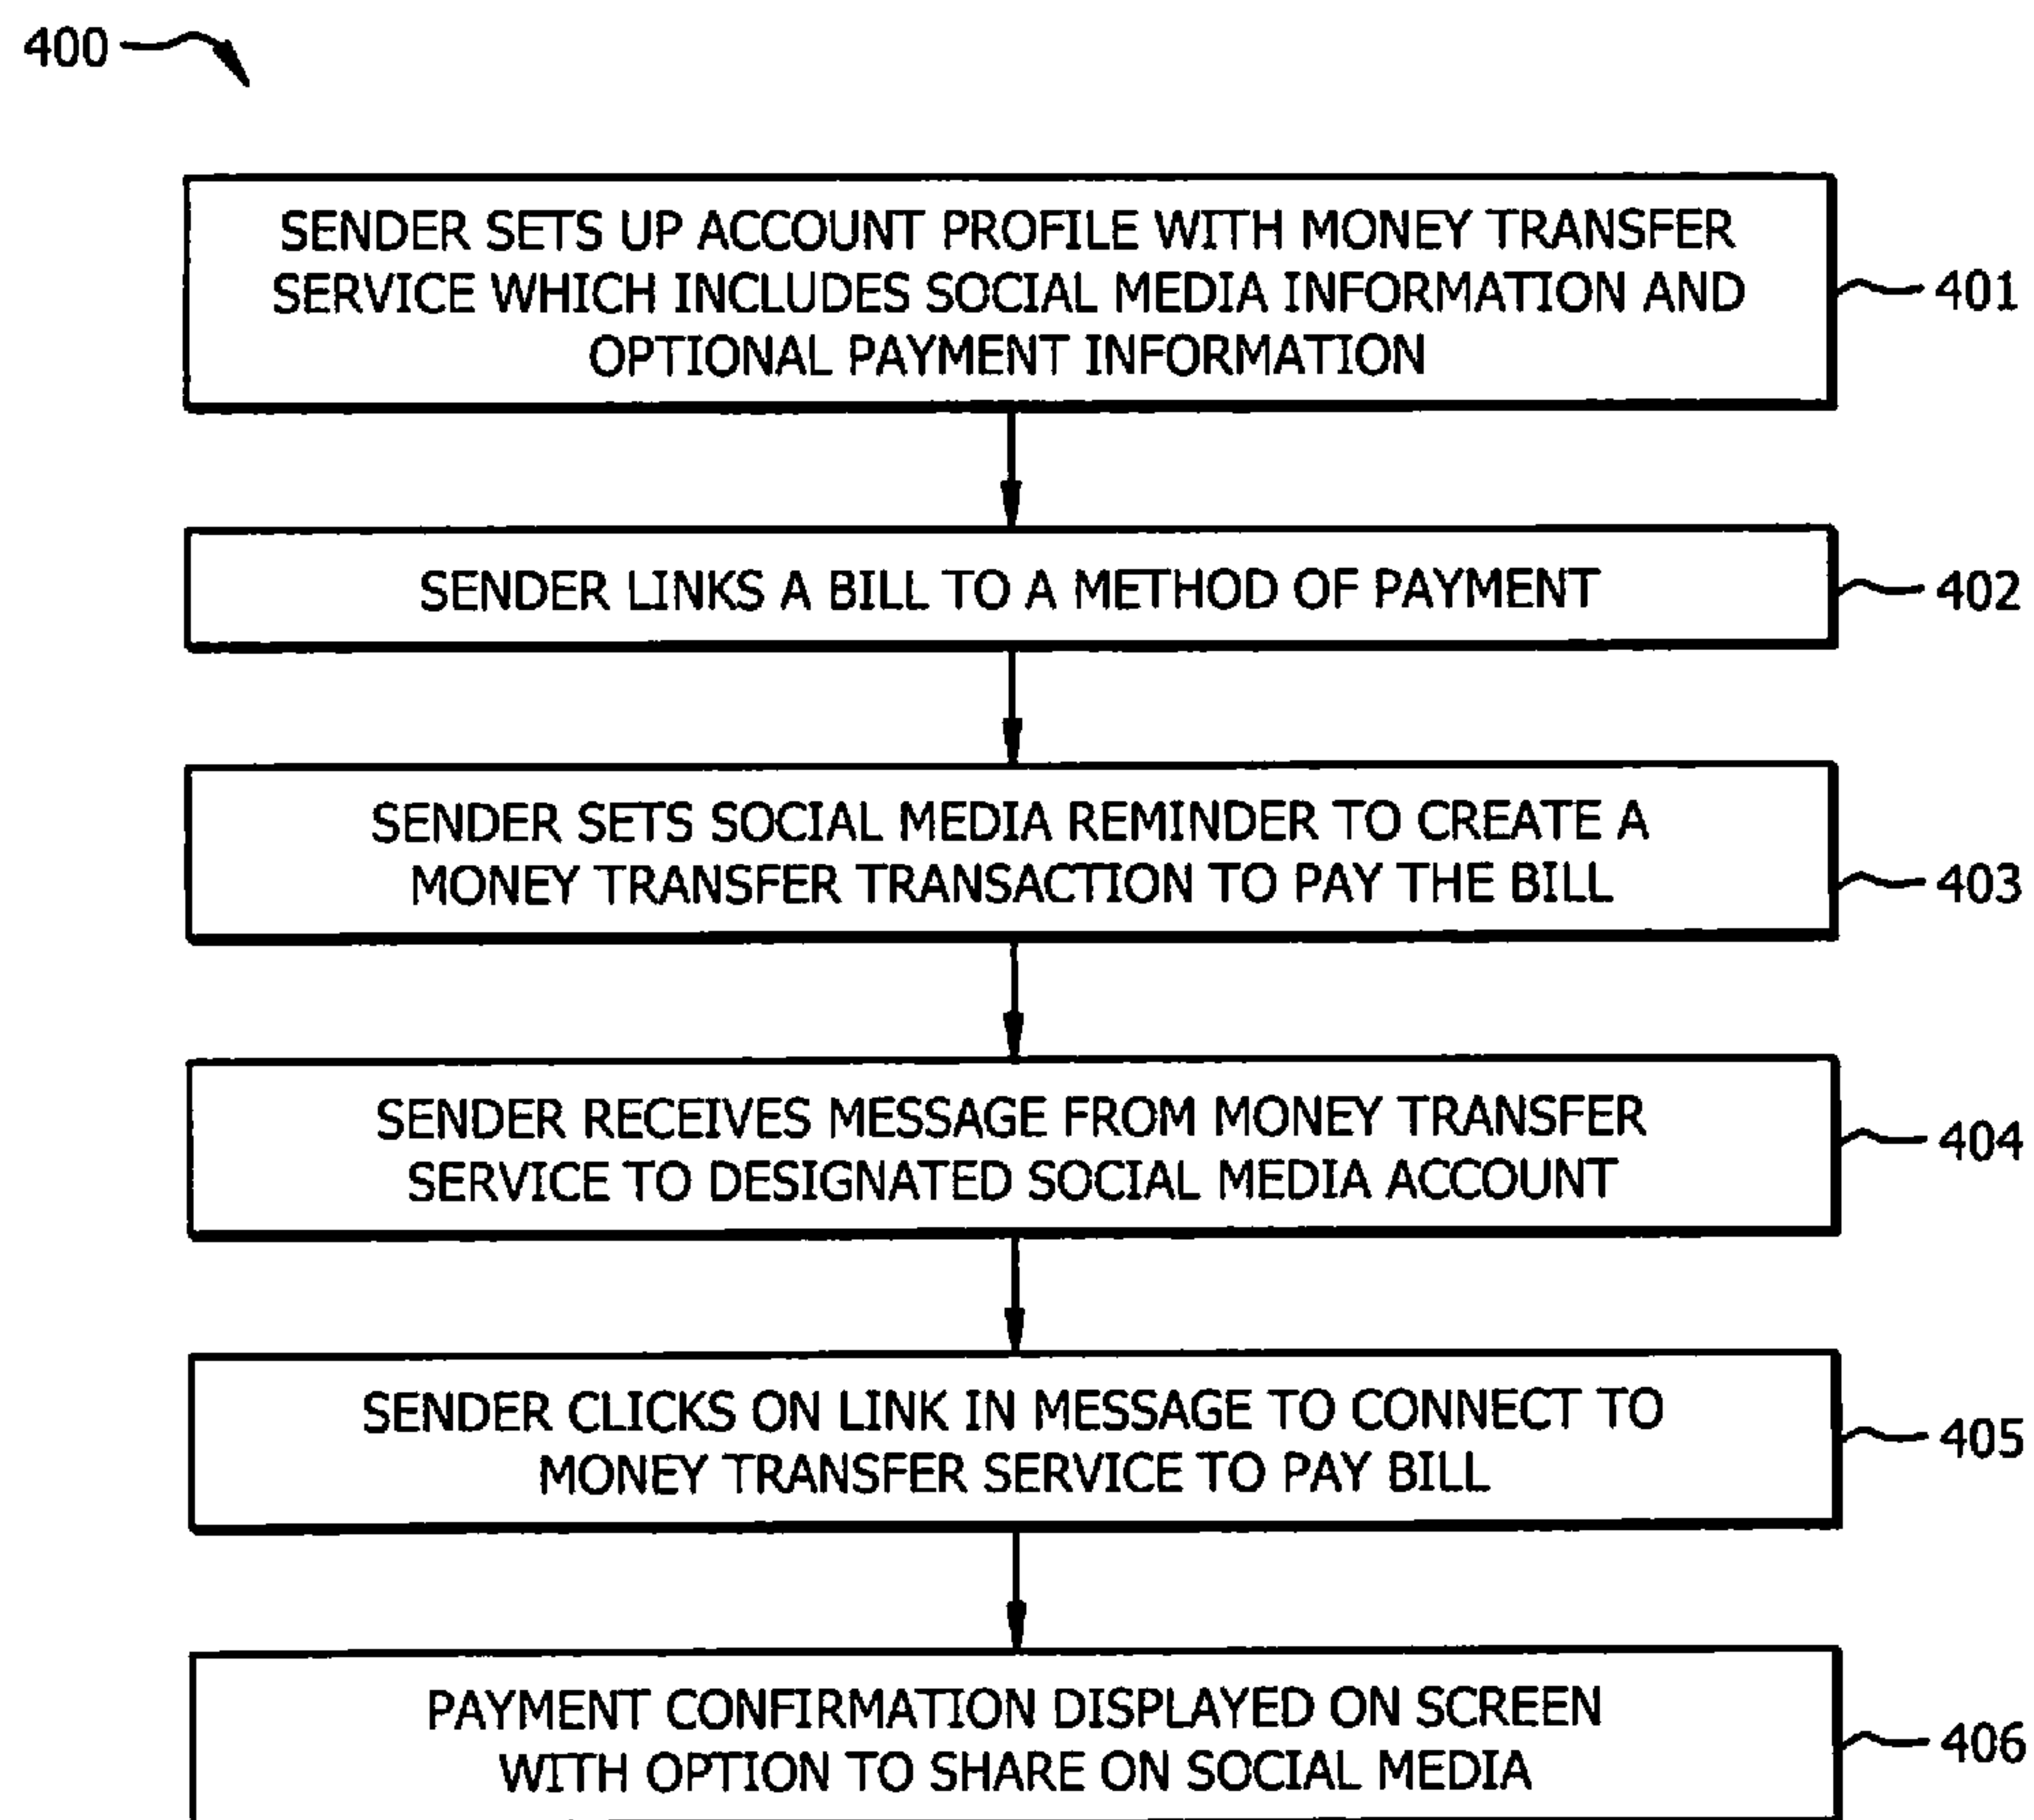 400
SENDER SETS UP ACCOUNT PROFILE WITH MONEY TRANSFER
SERVICE WHICH INCLUDES SOCIAL MEDIA INFORMATION AND
OPTIONAL PAYMENT INFORMATION
401
SENDER LINKS A BILL TO A METHOD OF PAYMENT
402
SENDER SETS SOCIAL MEDIA REMINDER TO CREATE A
MONEY TRANSFER TRANSACTION TO PAY THE BILL
403
SENDER RECEIVES MESSAGE FROM MONEY TRANSFER
SERVICE TO DESIGNATED SOCIAL MEDIA ACCOUNT
404
SENDER CLICKS ON LINK IN MESSAGE TO CONNECT TO
MONEY TRANSFER SERVICE TO PAY BILL
405
PAYMENT CONFIRMATION DISPLAYED ON SCREEN
WITH OPTION TO SHARE ON SOCIAL MEDIA
406